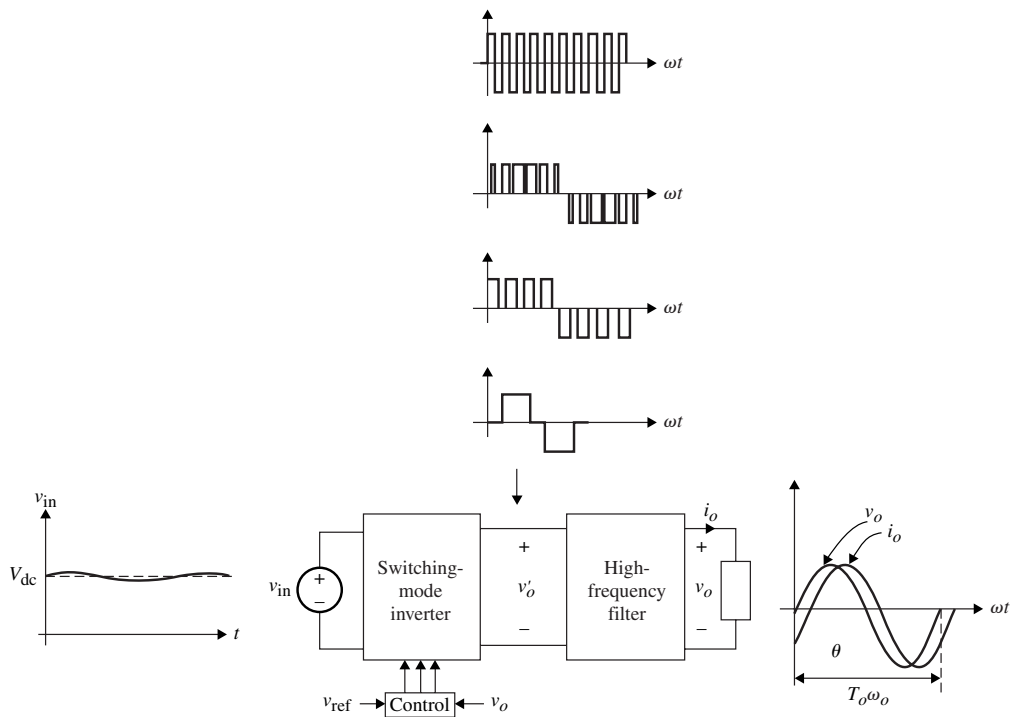 ωt
ωt
ωt
ωt
v_in
V_dc
t
v_in
+
−
Switching-
mode
inverter
+
v'_o
−
High-
frequency
filter
i_o
+
v_o
−
v_ref
Control
v_o
v_o
i_o
ωt
θ
T_oω_o